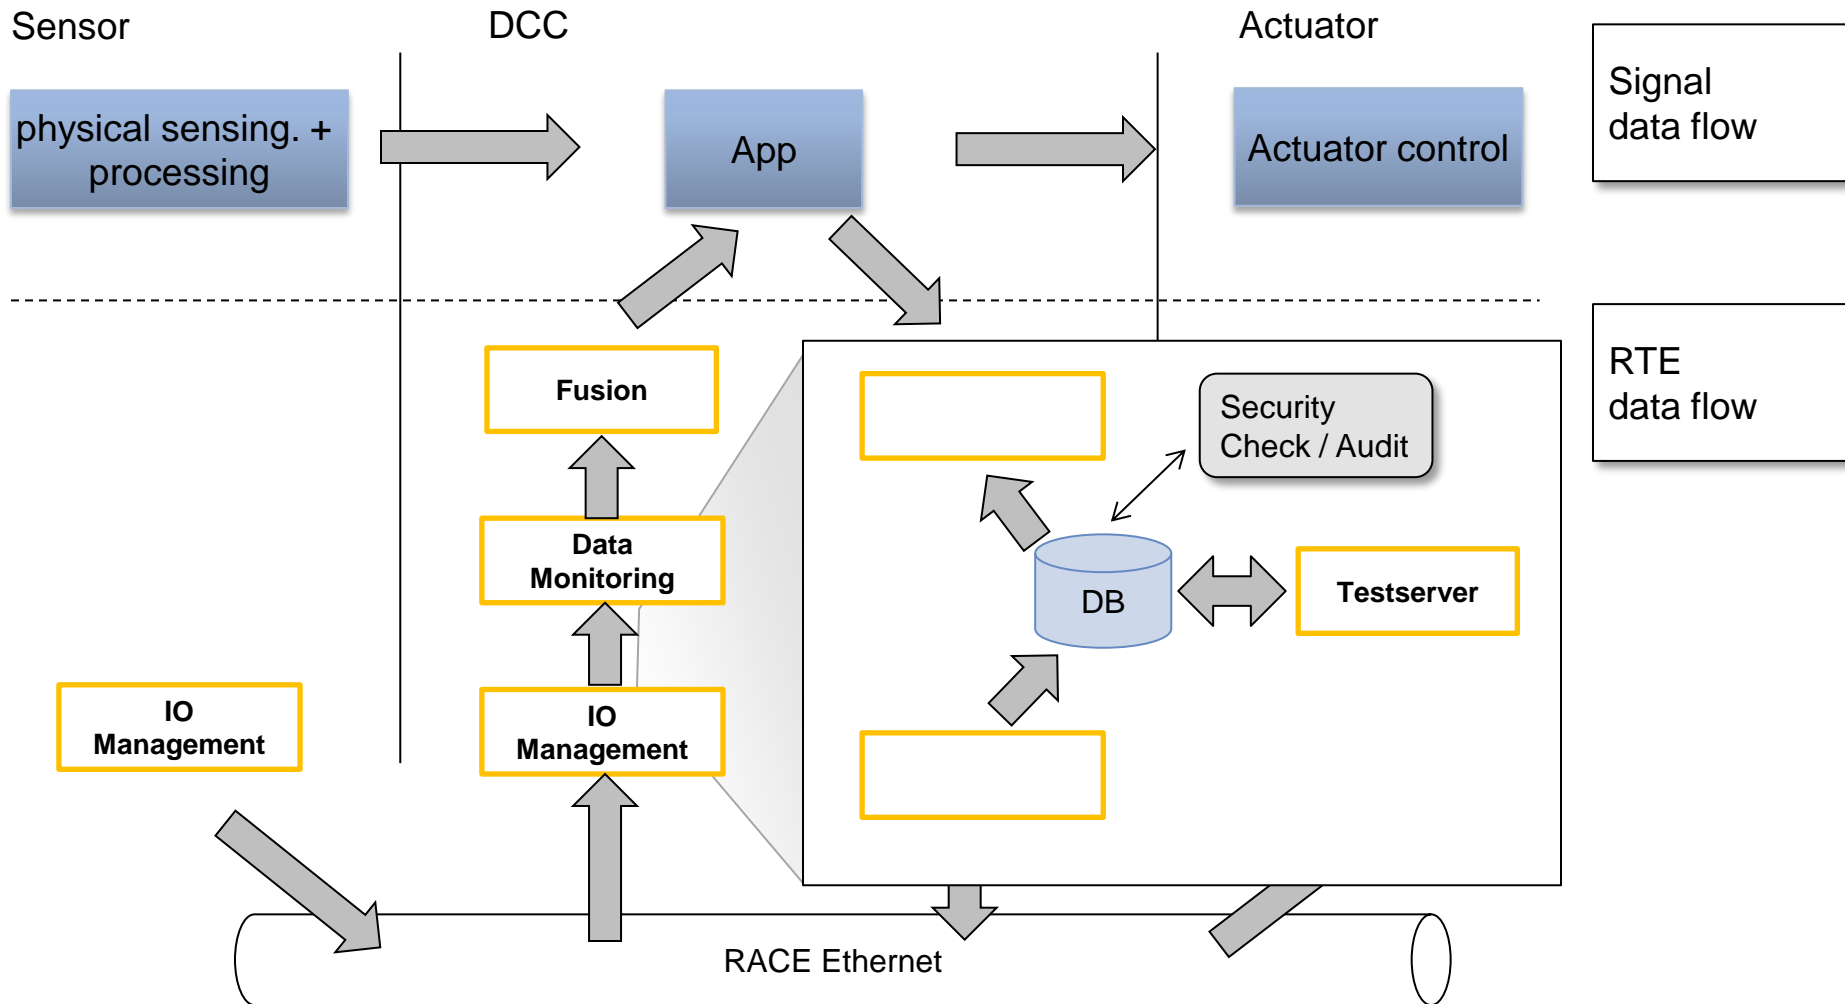 Sensor
DCC
Actuator
Signal
data flow
physical sensing. +
processing
App
Actuator control
RTE
data flow
Fusion
Security
Check / Audit
Data
Monitoring
DB
Testserver
IO
Management
IO
Management
RACE Ethernet